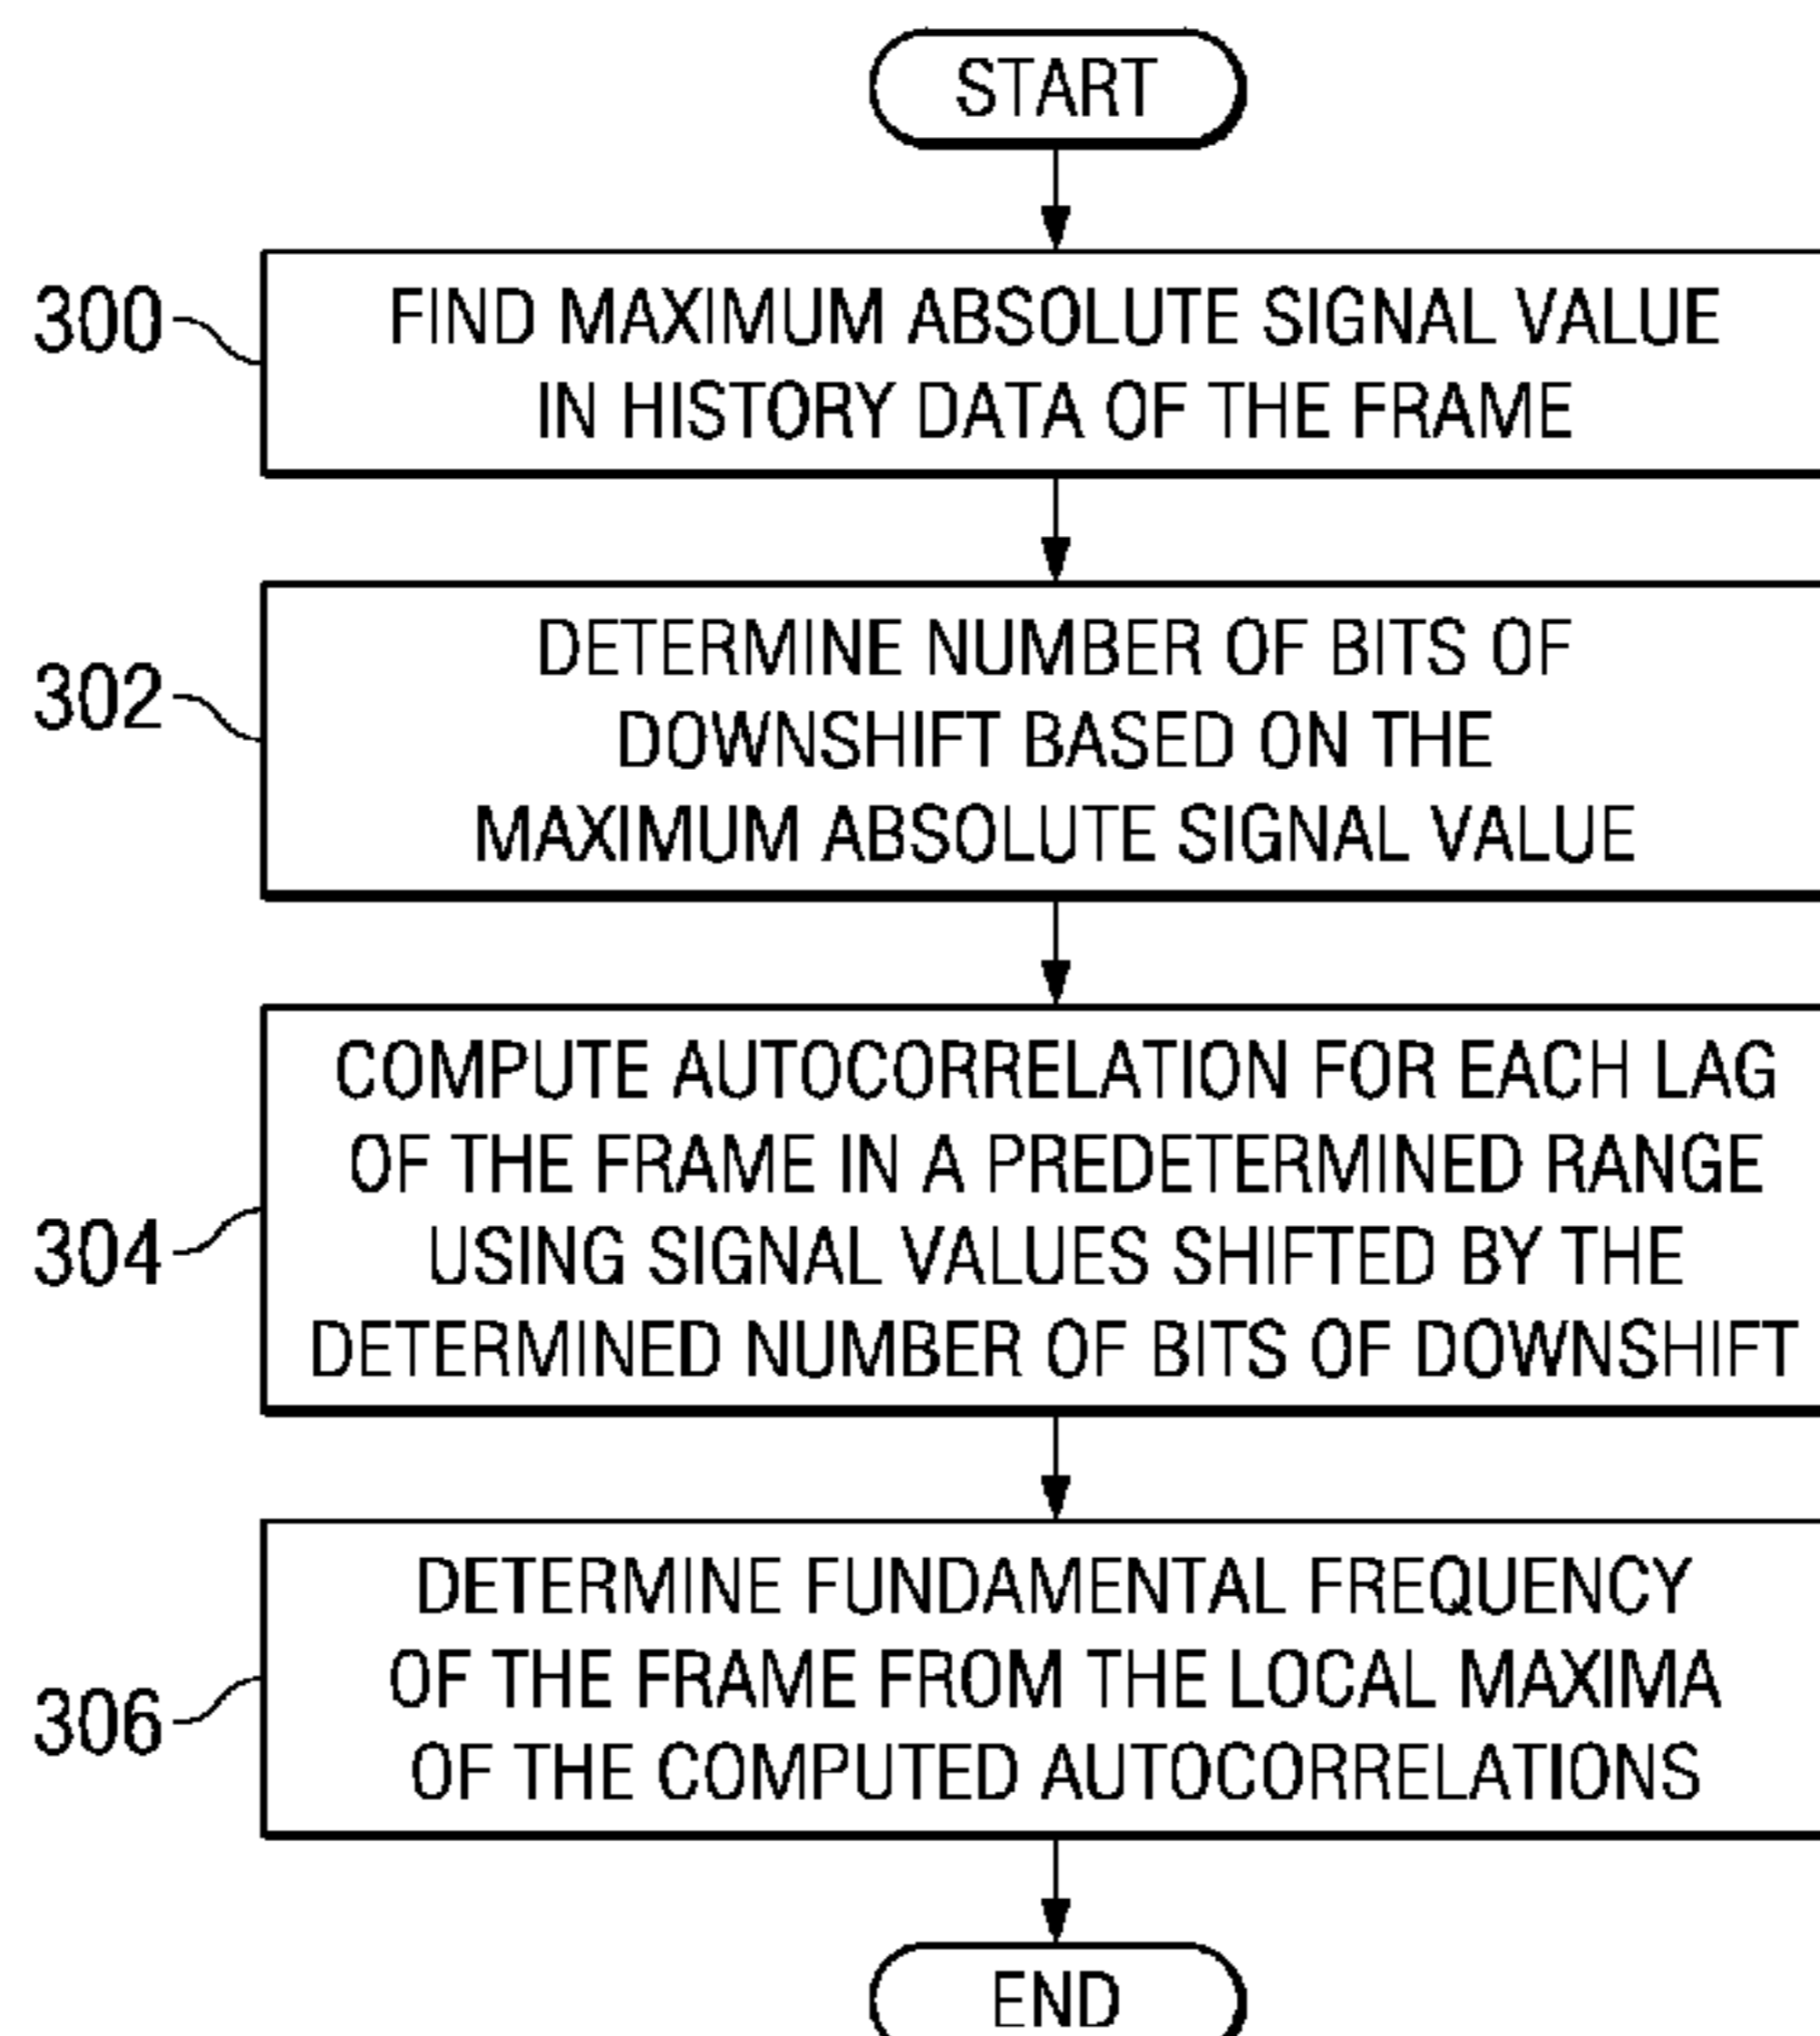 START
300
FIND MAXIMUM ABSOLUTE SIGNAL VALUE
IN HISTORY DATA OF THE FRAME
302
DETERMINE NUMBER OF BITS OF
DOWNSHIFT BASED ON THE
MAXIMUM ABSOLUTE SIGNAL VALUE
304
COMPUTE AUTOCORRELATION FOR EACH LAG
OF THE FRAME IN A PREDETERMINED RANGE
USING SIGNAL VALUES SHIFTED BY THE
DETERMINED NUMBER OF BITS OF DOWNSHIFT
306
DETERMINE FUNDAMENTAL FREQUENCY
OF THE FRAME FROM THE LOCAL MAXIMA
OF THE COMPUTED AUTOCORRELATIONS
END